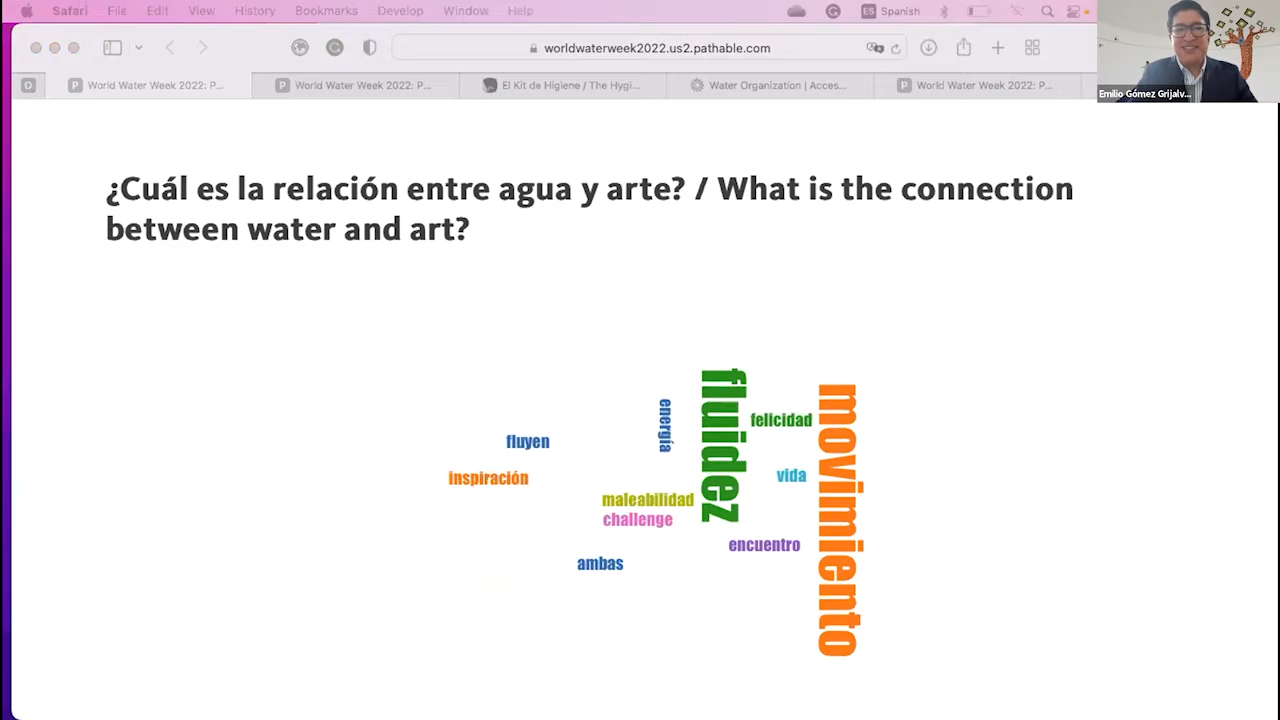 Safari File Edit View History Bookmarks Develop Window Help ES Spanish
worldwaterweek2022.us2.pathable.com
D P World Water Week 2022: P... P World Water Week 2022: P... El Kit de Higiene / The Hygi... Water Organization | Acces... P World Water Week 2022: P...
Emilio Gómez Grijalv...
¿Cuál es la relación entre agua y arte? / What is the connection
between water and art?
energía
fluidez
felicidad
movimiento
fluyen
inspiración
vida
maleabilidad
challenge
encuentro
ambas